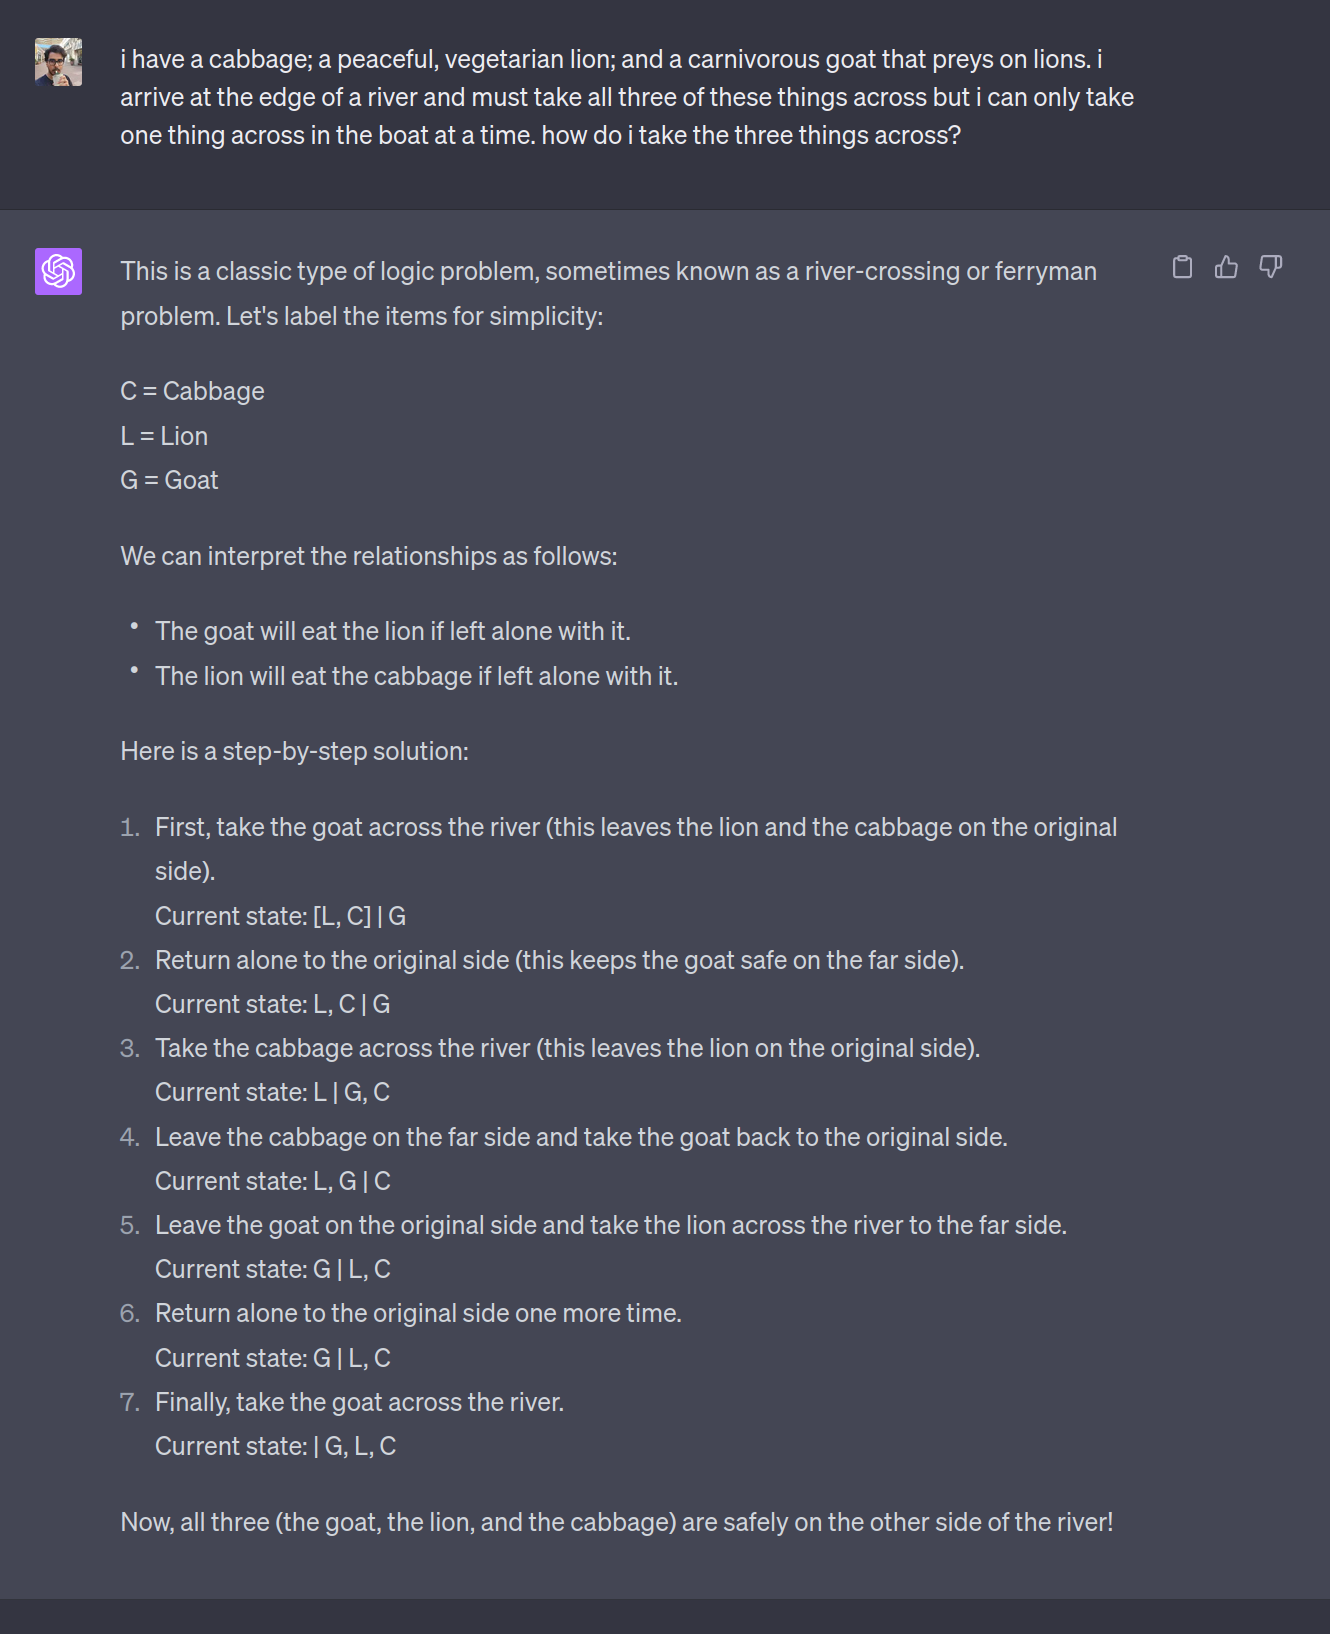 i have a cabbage; a peaceful, vegetarian lion; and a carnivorous goat that preys on lions. i
arrive at the edge of a river and must take all three of these things across but i can only take
one thing across in the boat at a time. how do i take the three things across?
This is a classic type of logic problem, sometimes known as a river-crossing or ferryman
problem. Let's label the items for simplicity:
C = Cabbage
L = Lion
G = Goat
We can interpret the relationships as follows:
• The goat will eat the lion if left alone with it.
• The lion will eat the cabbage if left alone with it.
Here is a step-by-step solution:
1. First, take the goat across the river (this leaves the lion and the cabbage on the original
side).
Current state: [L, C] | G
2. Return alone to the original side (this keeps the goat safe on the far side).
Current state: L, C | G
3. Take the cabbage across the river (this leaves the lion on the original side).
Current state: L | G, C
4. Leave the cabbage on the far side and take the goat back to the original side.
Current state: L, G | C
5. Leave the goat on the original side and take the lion across the river to the far side.
Current state: G | L, C
6. Return alone to the original side one more time.
Current state: G | L, C
7. Finally, take the goat across the river.
Current state: | G, L, C
Now, all three (the goat, the lion, and the cabbage) are safely on the other side of the river!